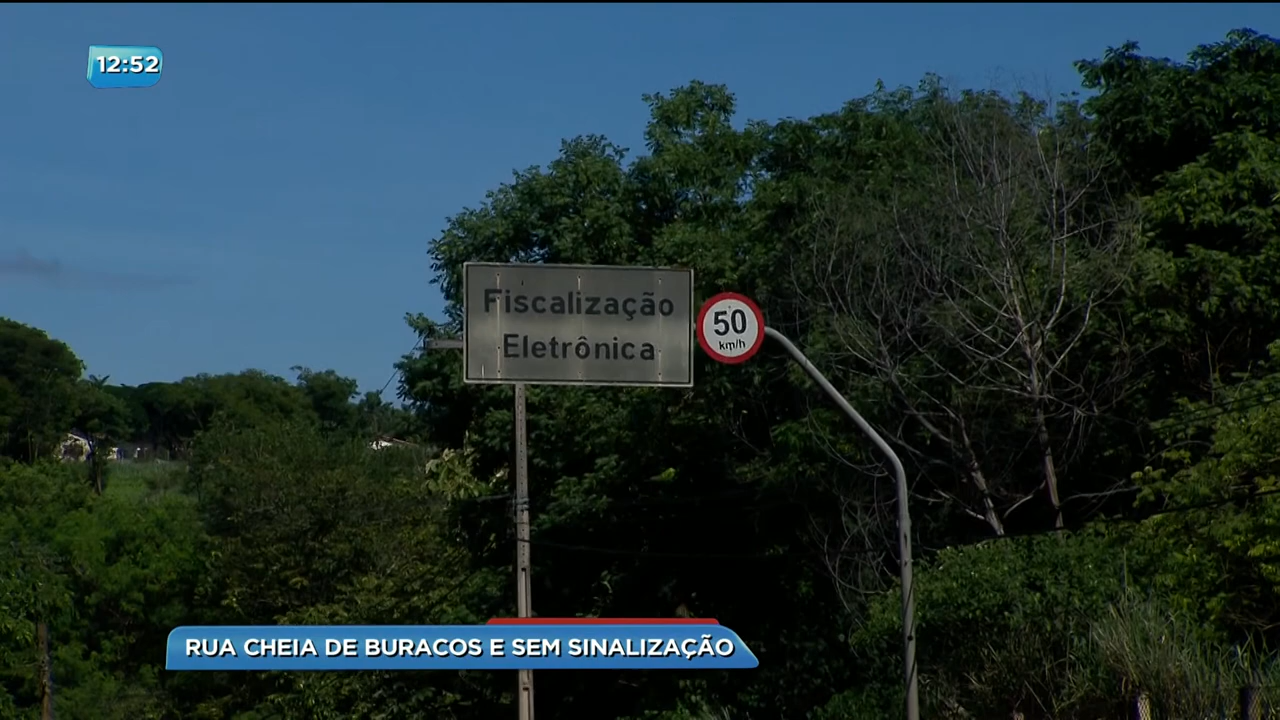 12:52
Fiscalização
Eletrônica
50
km/h
RUA CHEIA DE BURACOS E SEM SINALIZAÇÃO